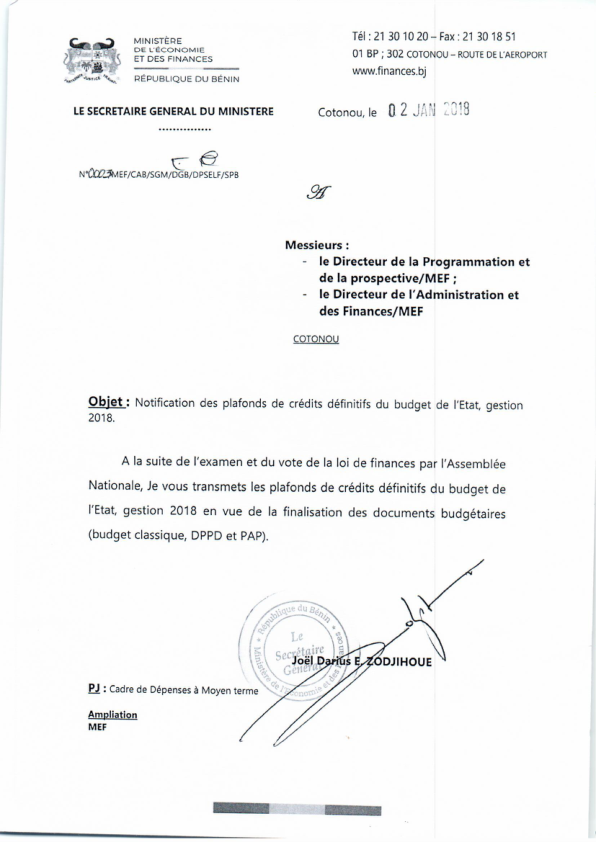 MINISTÈRE
DE L'ÉCONOMIE
ET DES FINANCES
RÉPUBLIQUE DU BÉNIN
Tél : 21 30 10 20 – Fax : 21 30 18 51
01 BP ; 302 COTONOU – ROUTE DE L'AEROPORT
www.finances.bj
LE SECRETAIRE GENERAL DU MINISTERE
...............
Cotonou, le 02 JAN 2018
N° MEF/CAB/SGM/DGB/DPSELF/SPB
A
Messieurs :
- le Directeur de la Programmation et
de la prospective/MEF ;
- le Directeur de l'Administration et
des Finances/MEF
COTONOU
Objet : Notification des plafonds de crédits définitifs du budget de l'Etat, gestion
2018.
A la suite de l'examen et du vote de la loi de finances par l'Assemblée
Nationale, Je vous transmets les plafonds de crédits définitifs du budget de
l'Etat, gestion 2018 en vue de la finalisation des documents budgétaires
(budget classique, DPPD et PAP).
République du Bénin
Le
Secrétaire
Général
Ministère de l'Economie et des
Joël Darius E. ZODJIHOUE
PJ : Cadre de Dépenses à Moyen terme
Ampliation
MEF